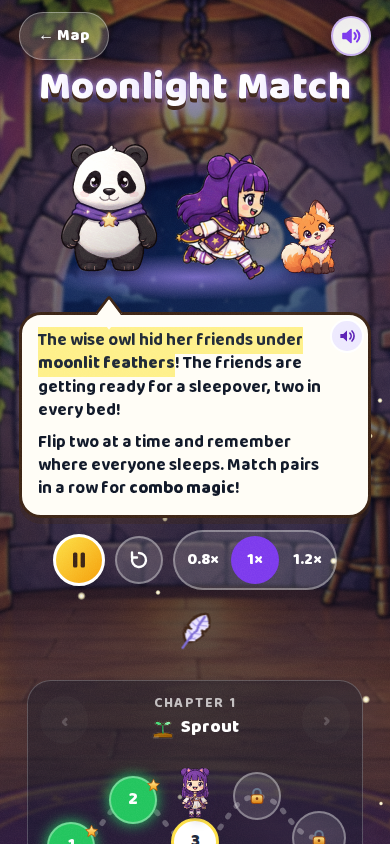 ← Map
Moonlight Match
The wise owl hid her friends under
moonlit feathers! The friends are
getting ready for a sleepover, two in
every bed!
Flip two at a time and remember
where everyone sleeps. Match pairs
in a row for combo magic!
0.8× 1× 1.2×
CHAPTER 1
Sprout
2
1
3